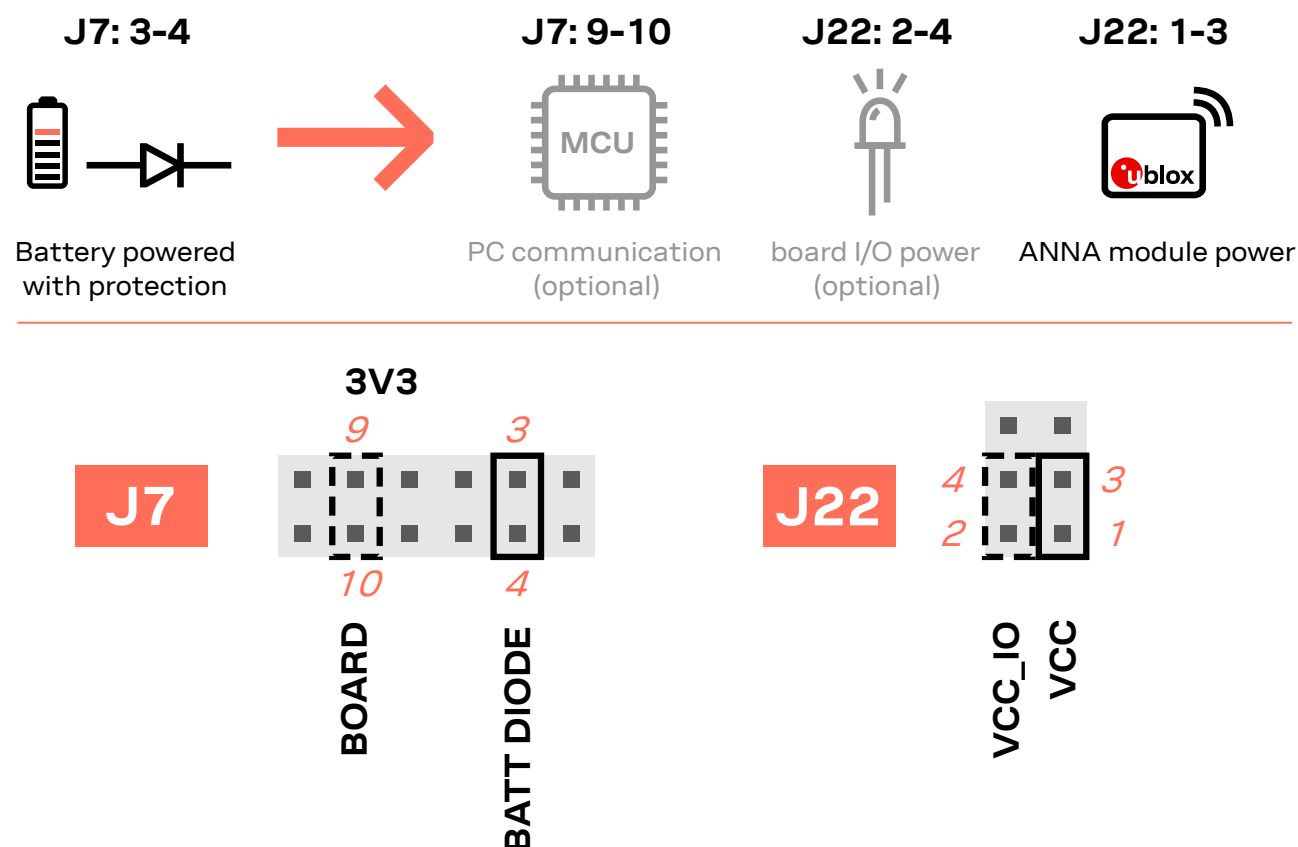 J7: 3-4
J7: 9-10
J22: 2-4
J22: 1-3
MCU
ublox
Battery powered
with protection
PC communication
(optional)
board I/O power
(optional)
ANNA module power
3V3
9
3
J7
10
4
BOARD
BATT DIODE
J22
4
3
2
1
VCC_IO
VCC